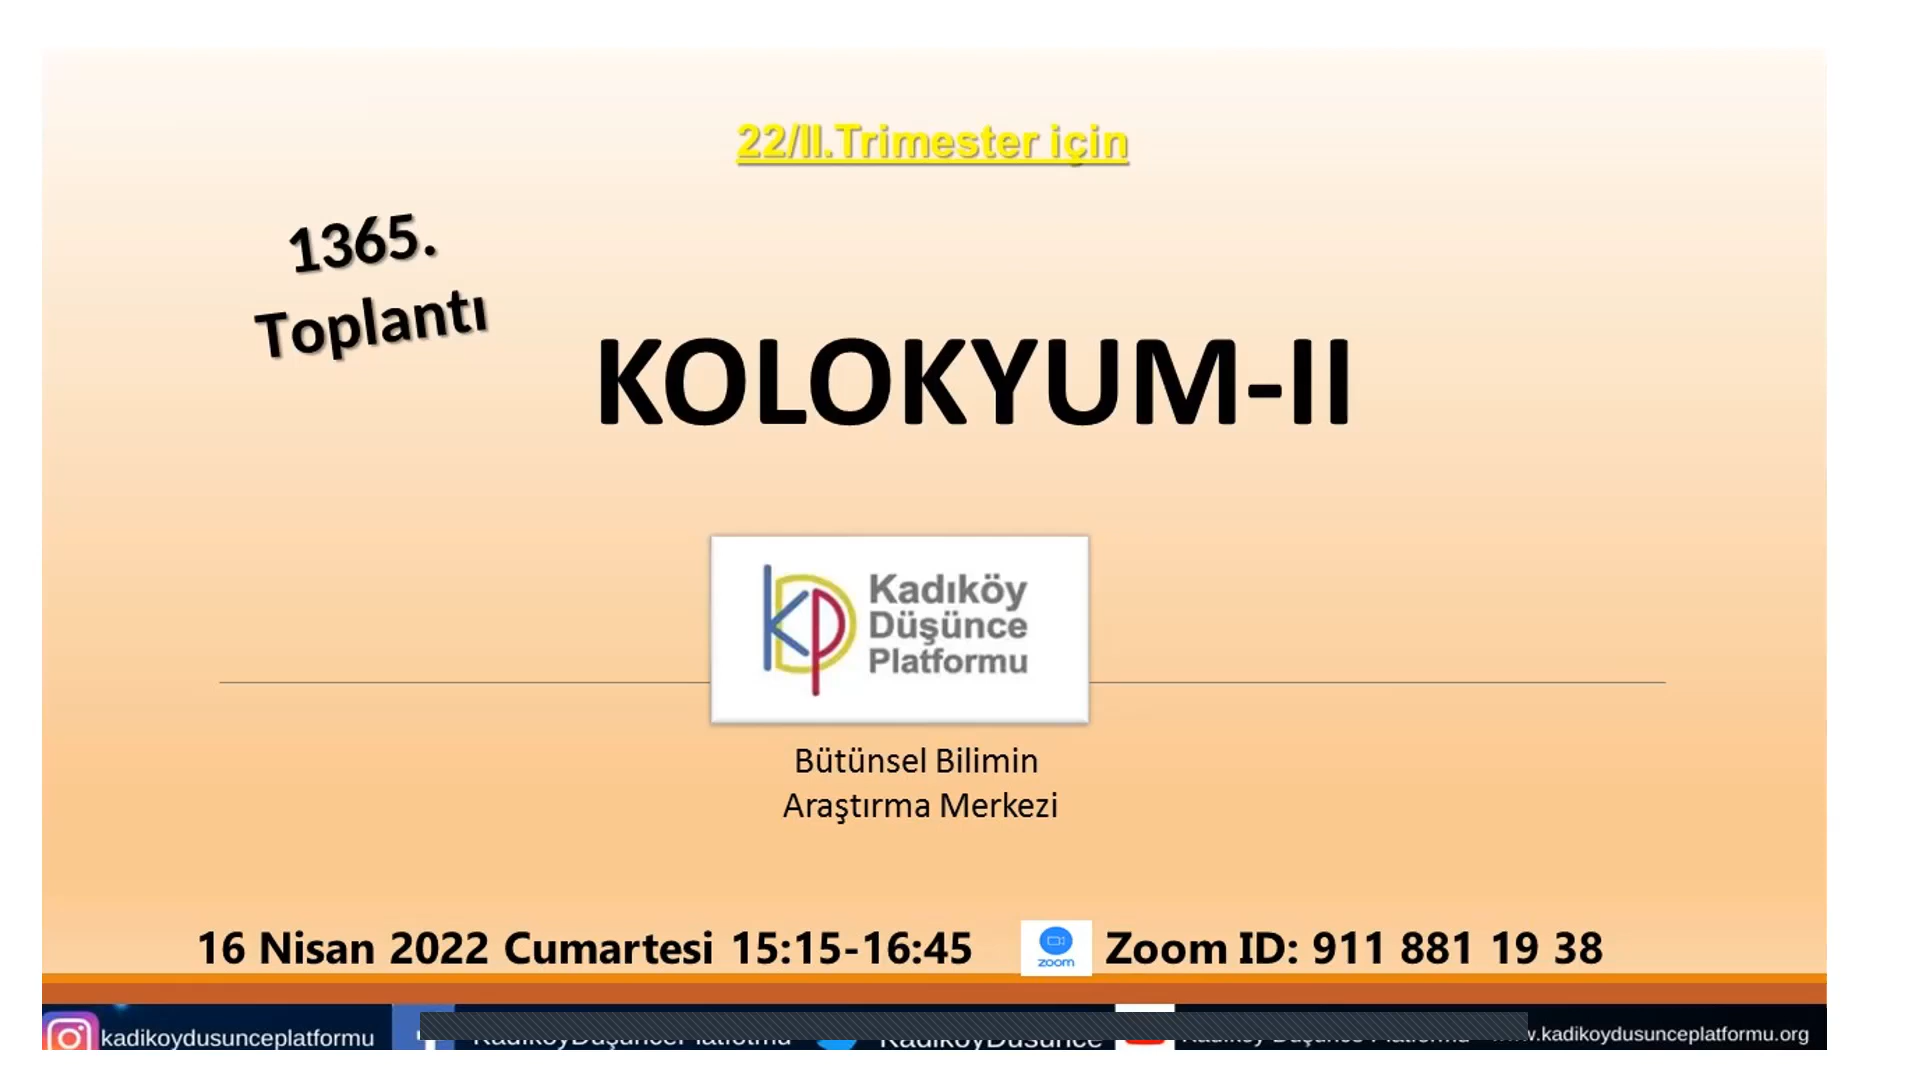 22/II.Trimester için
1365.
Toplantı
KOLOKYUM-II
Kadıköy
Düşünce
Platformu
Bütünsel Bilimin
Araştırma Merkezi
16 Nisan 2022 Cumartesi 15:15-16:45
zoom
Zoom ID: 911 881 19 38
kadikoydusunceplatformu
.kadikoydusunceplatformu.org